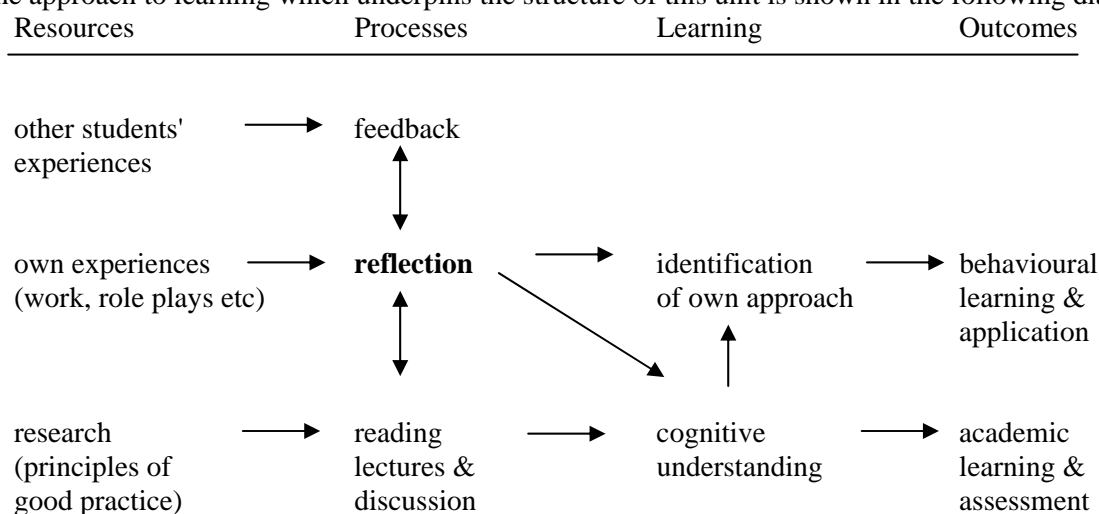 approach to learning which underpins the structure of this unit is shown in the following
Resources Processes Learning Outcomes
other students' feedback
experiences
own experiences reflection identification behavioural
(work, role plays etc) of own approach learning &
application
research reading cognitive academic
(principles of lectures & understanding learning &
good practice) discussion assessment